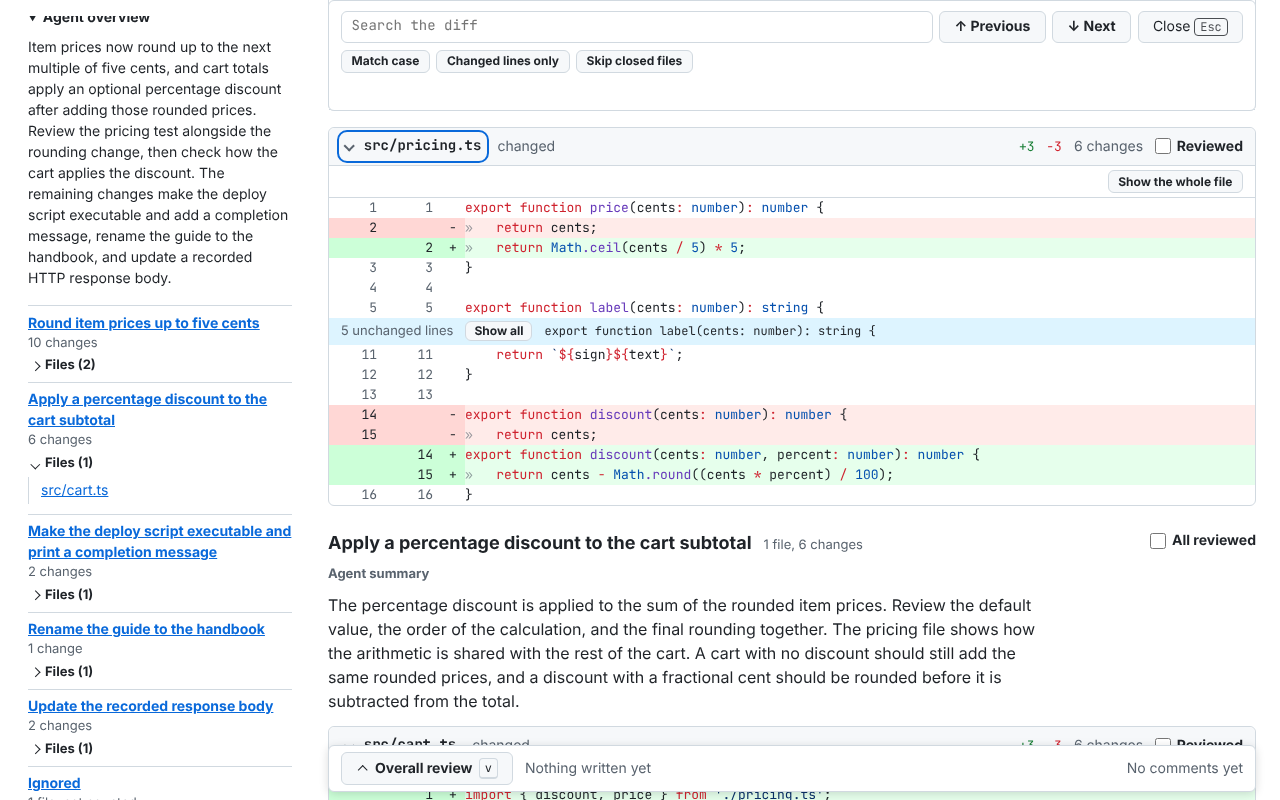 ▼ Agent overview
Item prices now round up to the next
multiple of five cents, and cart totals
apply an optional percentage discount
after adding those rounded prices.
Review the pricing test alongside the
rounding change, then check how the
cart applies the discount. The
remaining changes make the deploy
script executable and add a completion
message, rename the guide to the
handbook, and update a recorded
HTTP response body.
Round item prices up to five cents
10 changes
Files (2)
Apply a percentage discount to the
cart subtotal
6 changes
Files (1)
src/cart.ts
Make the deploy script executable and
print a completion message
2 changes
Files (1)
Rename the guide to the handbook
1 change
Files (1)
Update the recorded response body
2 changes
Files (1)
Ignored
Search the diff
↑ Previous
↓ Next
Close Esc
Match case
Changed lines only
Skip closed files
src/pricing.ts changed +3 -3 6 changes Reviewed
Show the whole file
1 1 export function price(cents: number): number {
2 - » return cents;
2 + » return Math.ceil(cents / 5) * 5;
3 3 }
4 4
5 5 export function label(cents: number): string {
5 unchanged lines Show all export function label(cents: number): string {
11 11 return `${sign}${text}`;
12 12 }
13 13
14 - export function discount(cents: number): number {
15 - » return cents;
14 + export function discount(cents: number, percent: number): number {
15 + » return cents - Math.round((cents * percent) / 100);
16 16 }
Apply a percentage discount to the cart subtotal 1 file, 6 changes All reviewed
Agent summary
The percentage discount is applied to the sum of the rounded item prices. Review the default
value, the order of the calculation, and the final rounding together. The pricing file shows how
the arithmetic is shared with the rest of the cart. A cart with no discount should still add the
same rounded prices, and a discount with a fractional cent should be rounded before it is
subtracted from the total.
src/cart.ts changed +3 -3 6 changes Reviewed
Overall review v Nothing written yet No comments yet
1 + import { discount, price } from './pricing.ts';